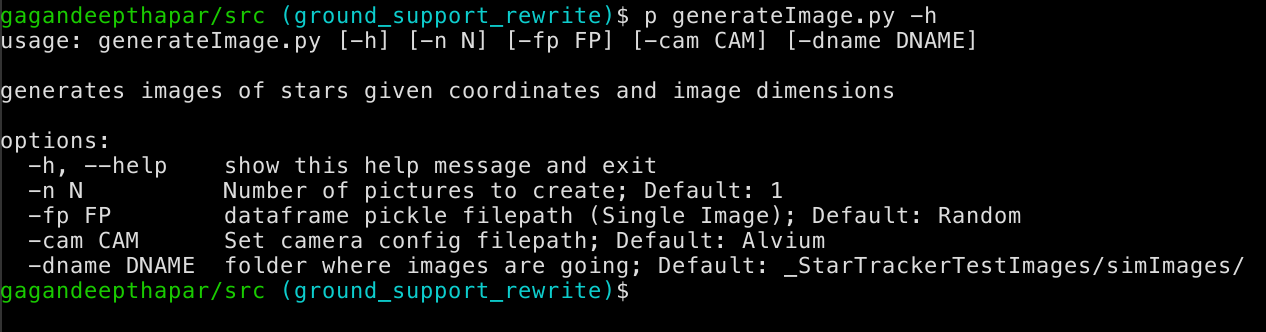 gagandeepthapar/src (ground_support_rewrite)$ p generateImage.py -h
usage: generateImage.py [-h] [-n N] [-fp FP] [-cam CAM] [-dname DNAME]

generates images of stars given coordinates and image dimensions

options:
  -h, --help    show this help message and exit
  -n N          Number of pictures to create; Default: 1
  -fp FP        dataframe pickle filepath (Single Image); Default: Random
  -cam CAM      Set camera config filepath; Default: Alvium
  -dname DNAME  folder where images are going; Default: _StarTrackerTestImages/simImages/
gagandeepthapar/src (ground_support_rewrite)$